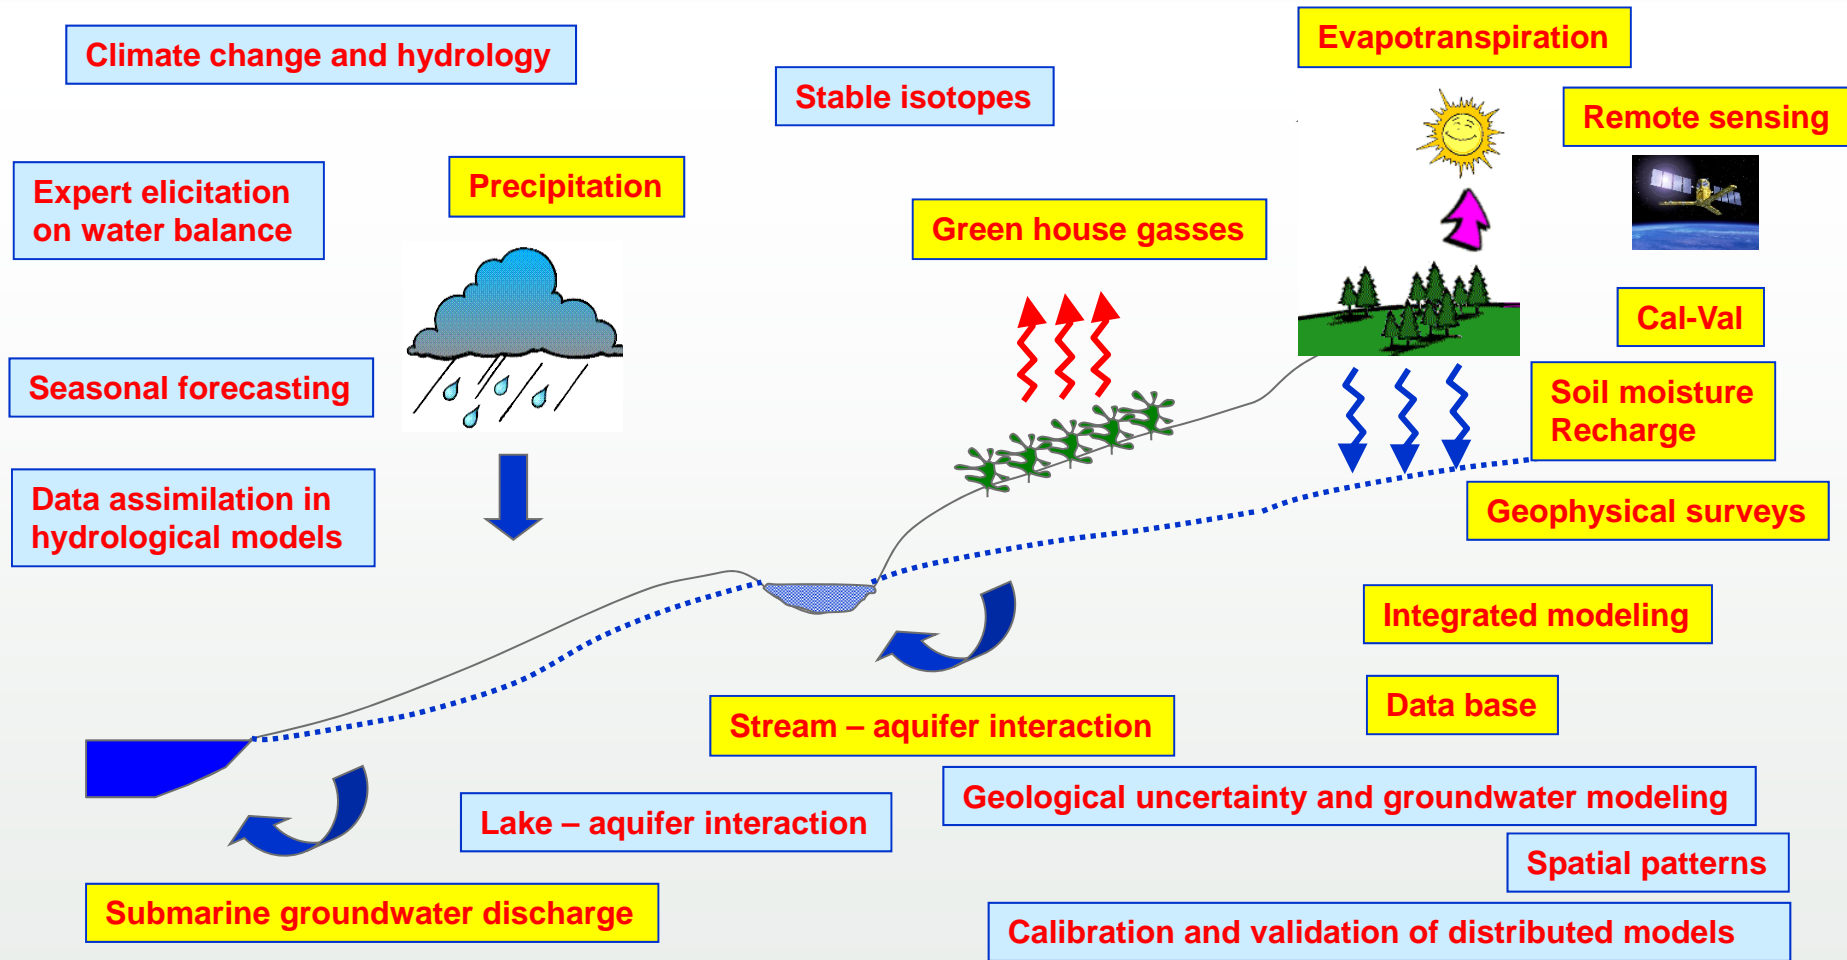 Climate change and hydrology
Evapotranspiration
Stable isotopes
Remote sensing
Expert elicitation
on water balance
Precipitation
Green house gasses
Cal-Val
Seasonal forecasting
Soil moisture
Recharge
Data assimilation in
hydrological models
Geophysical surveys
Integrated modeling
Data base
Stream – aquifer interaction
Geological uncertainty and groundwater modeling
Lake – aquifer interaction
Spatial patterns
Submarine groundwater discharge
Calibration and validation of distributed models